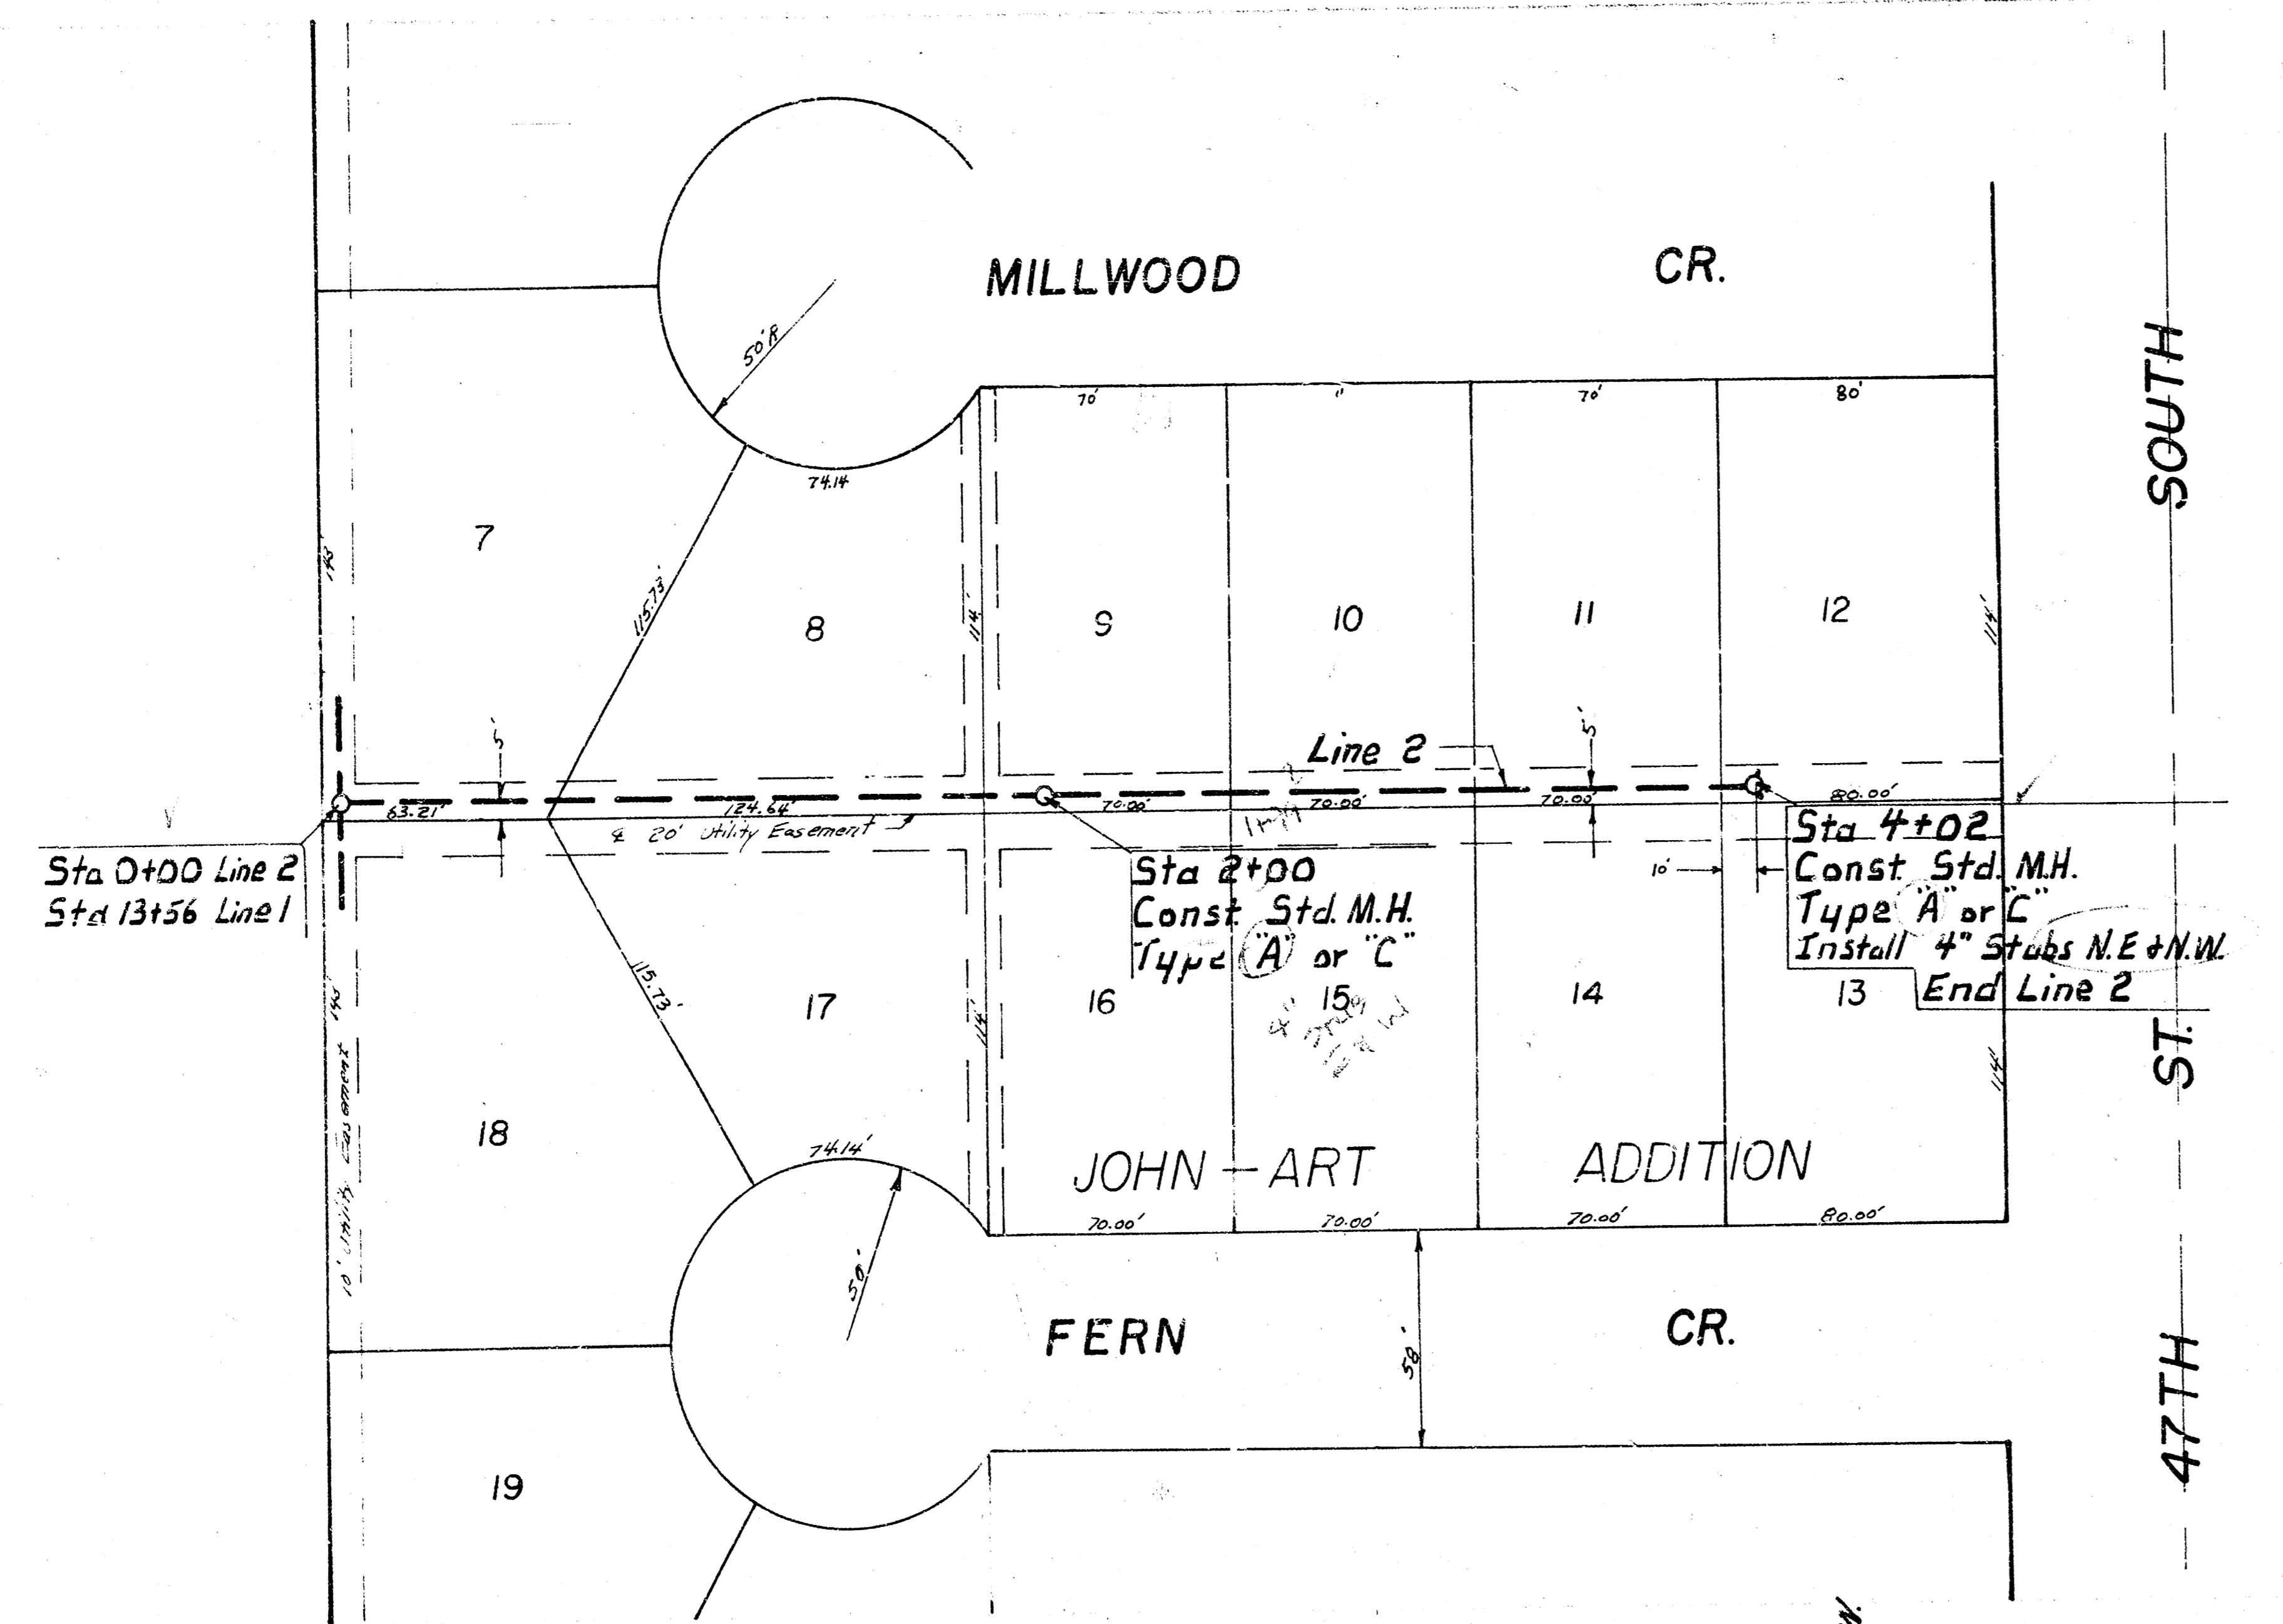 MILLWOOD CR.
SOUTH
50'R
70'
"
70'
80'
74.14
7
143'
115.73'
8
114'
9
10
11
12
114'
5'
Line 2
5'
63.21'
124.64'
70.00'
70.00'
70.00'
80.00'
℄ 20' Utility Easement
Sta 0+00 Line 2
Sta 13+56 Line 1
Sta 2+00
Const. Std. M.H.
Type "A" or "C"
10'
Sta 4+02
Const. Std. M.H.
Type "A" or "C"
Install 4" Stubs N.E & N.W.
End Line 2
115.73'
17
114'
16
15
14
13
114'
ST.
18
10' Utility Easement
74.14'
JOHN-ART ADDITION
70.00'
70.00'
70.00'
80.00'
50'
FERN CR.
50'
47TH
19